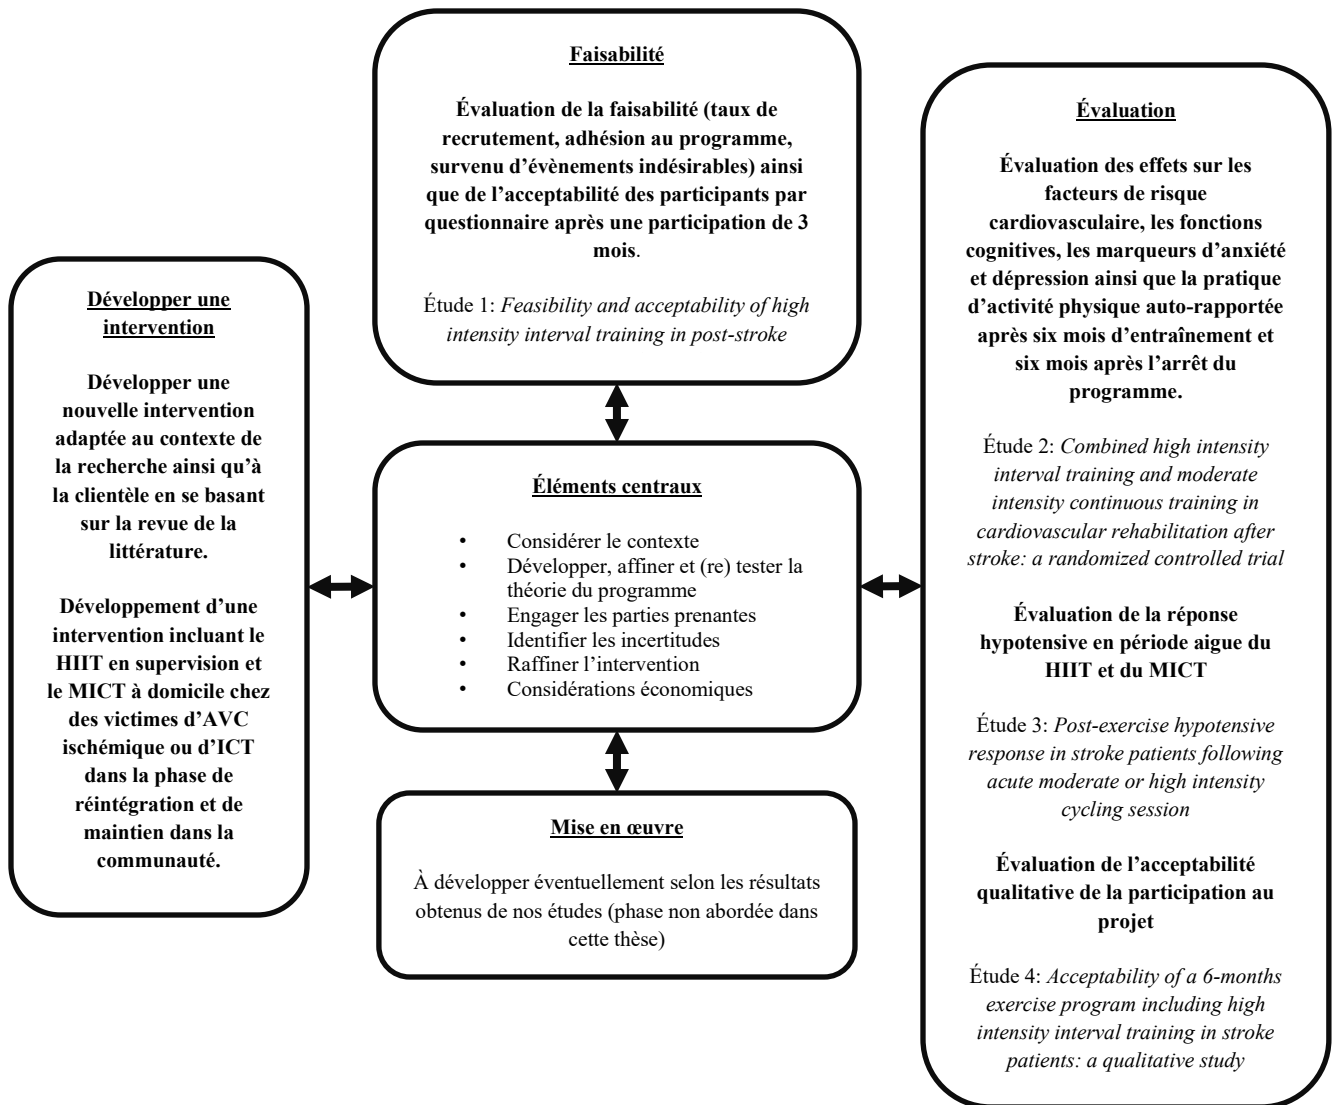 Faisabilité
Évaluation de la faisabilité (taux de
recrutement, adhésion au programme,
survenu d’évènements indésirables) ainsi
que de l’acceptabilité des participants par
questionnaire après une participation de 3
mois.
Étude 1: Feasibility and acceptability of high
intensity interval training in post-stroke
Développer une
intervention
Développer une
nouvelle intervention
adaptée au contexte de
la recherche ainsi qu’à
la clientèle en se basant
sur la revue de la
littérature.
Développement d’une
intervention incluant le
HIIT en supervision et
le MICT à domicile chez
des victimes d’AVC
ischémique ou d’ICT
dans la phase de
réintégration et de
maintien dans la
communauté.
Éléments centraux
• Considérer le contexte
• Développer, affiner et (re) tester la
théorie du programme
• Engager les parties prenantes
• Identifier les incertitudes
• Raffiner l’intervention
• Considérations économiques
Mise en œuvre
À développer éventuellement selon les résultats
obtenus de nos études (phase non abordée dans
cette thèse)
Évaluation
Évaluation des effets sur les
facteurs de risque
cardiovasculaire, les fonctions
cognitives, les marqueurs d’anxiété
et dépression ainsi que la pratique
d’activité physique auto-rapportée
après six mois d’entraînement et
six mois après l’arrêt du
programme.
Étude 2: Combined high intensity
interval training and moderate
intensity continuous training in
cardiovascular rehabilitation after
stroke: a randomized controlled trial
Évaluation de la réponse
hypotensive en période aigue du
HIIT et du MICT
Étude 3: Post-exercise hypotensive
response in stroke patients following
acute moderate or high intensity
cycling session
Évaluation de l’acceptabilité
qualitative de la participation au
projet
Étude 4: Acceptability of a 6-months
exercise program including high
intensity interval training in stroke
patients: a qualitative study